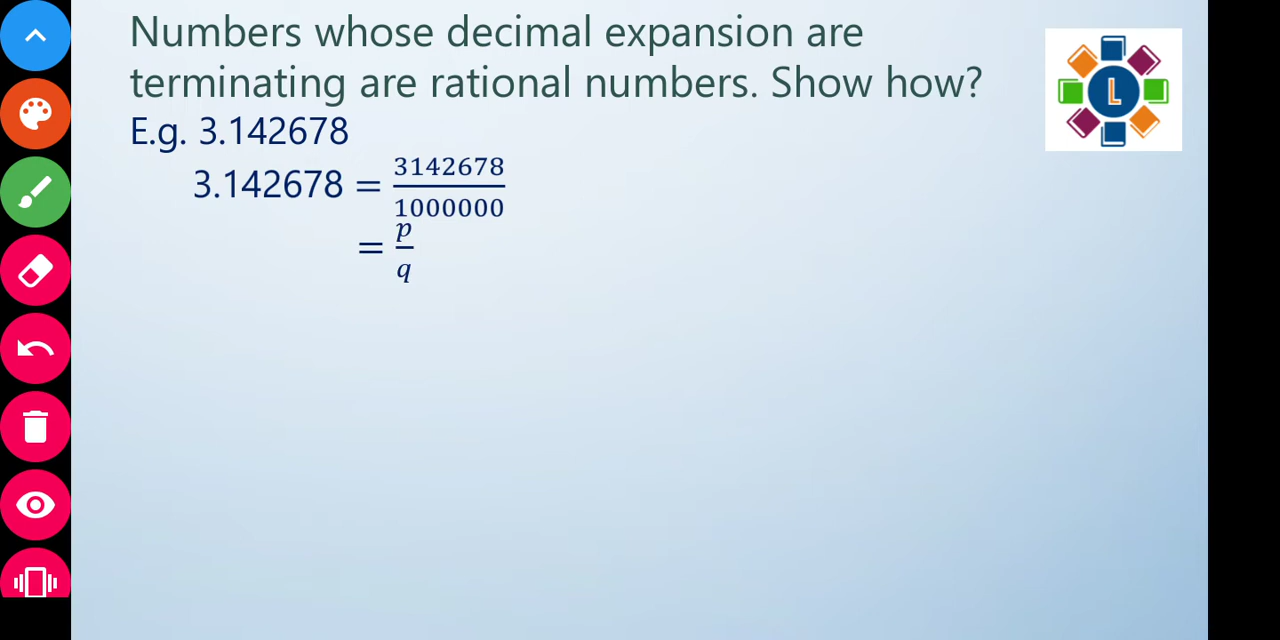 Numbers whose decimal expansion are
terminating are rational numbers. Show how?
E.g. 3.142678
3.142678 = 3142678/1000000
= p/q
L